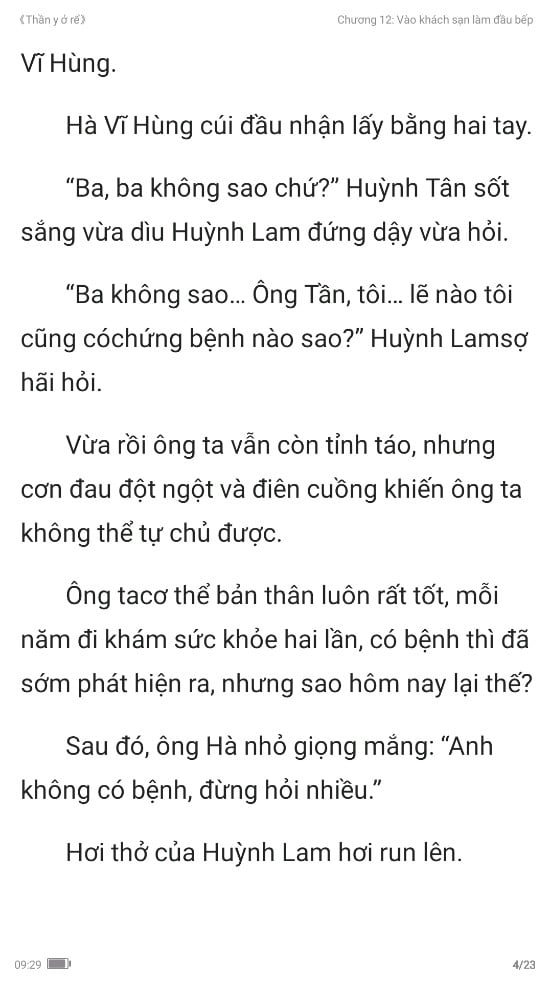 《Thần y ở rể》
Chương 12: Vào khách sạn làm đầu bếp
Vĩ Hùng.
Hà Vĩ Hùng cúi đầu nhận lấy bằng hai tay.
“Ba, ba không sao chứ?” Huỳnh Tân sốt
sắng vừa dìu Huỳnh Lam đứng dậy vừa hỏi.
“Ba không sao... Ông Tần, tôi... lẽ nào tôi
cũng cóchứng bệnh nào sao?” Huỳnh Lamsợ
hãi hỏi.
Vừa rồi ông ta vẫn còn tỉnh táo, nhưng
cơn đau đột ngột và điên cuồng khiến ông ta
không thể tự chủ được.
Ông tacơ thể bản thân luôn rất tốt, mỗi
năm đi khám sức khỏe hai lần, có bệnh thì đã
sớm phát hiện ra, nhưng sao hôm nay lại thế?
Sau đó, ông Hà nhỏ giọng mắng: “Anh
không có bệnh, đừng hỏi nhiều.”
Hơi thở của Huỳnh Lam hơi run lên.
09:29
4/23